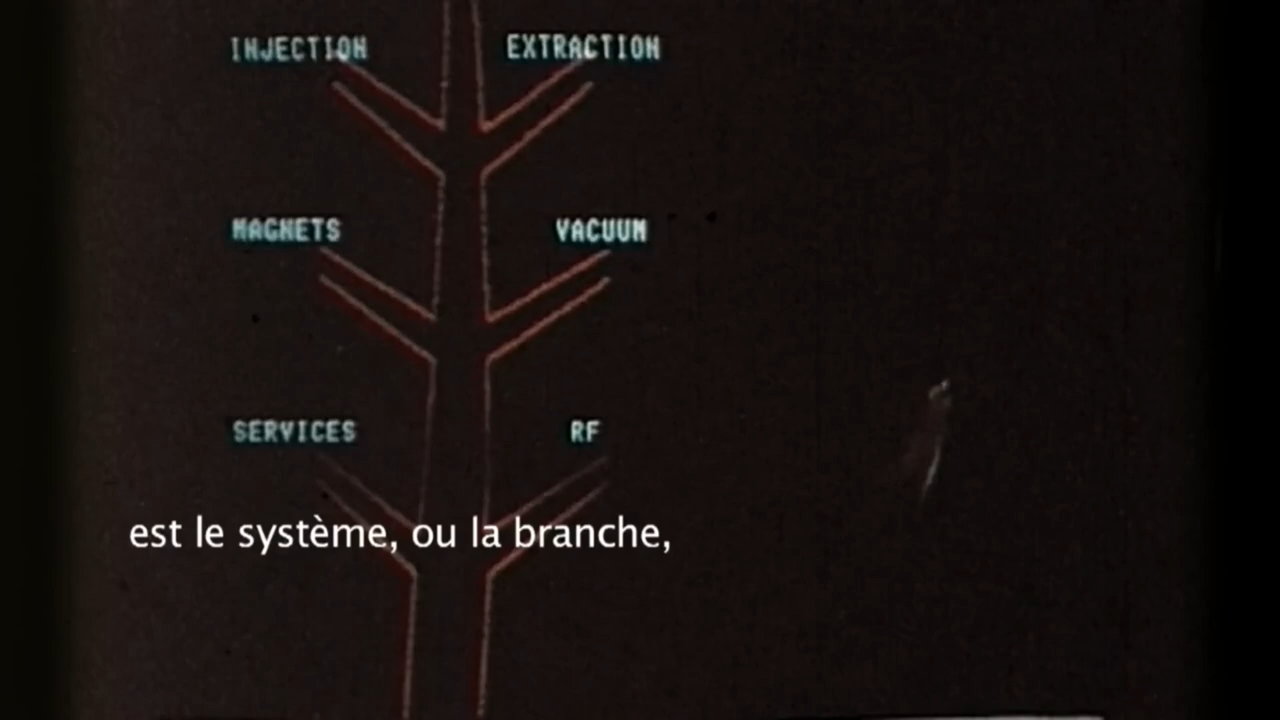 INJECTION EXTRACTION
MAGNETS VACUUM
SERVICES RF
est le système, ou la branche,